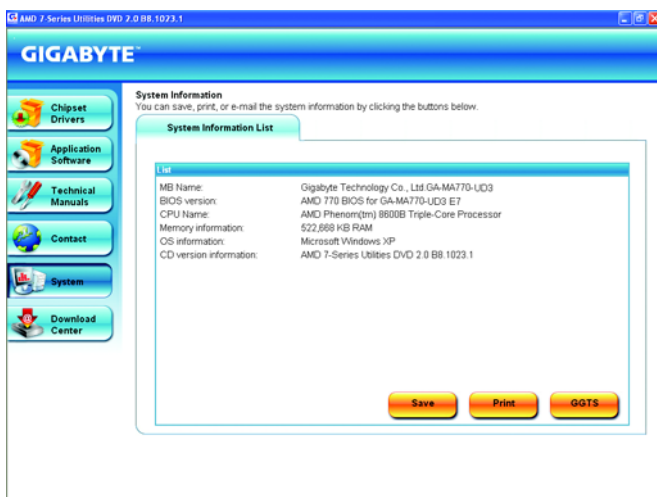 AMD 7-Series Utilities DVD 2.0 B8.1023.1
GIGABYTE™
Chipset
Drivers
Application
Software
Technical
Manuals
Contact
System
Download
Center
System Information
You can save, print, or e-mail the system information by clicking the buttons below.
System Information List
List
MB Name: Gigabyte Technology Co., Ltd.GA-MA770-UD3
BIOS version: AMD 770 BIOS for GA-MA770-UD3 E7
CPU Name: AMD Phenom(tm) 8600B Triple-Core Processor
Memory information: 522,668 KB RAM
OS information: Microsoft Windows XP
CD version information: AMD 7-Series Utilities DVD 2.0 B8.1023.1
Save Print GGTS